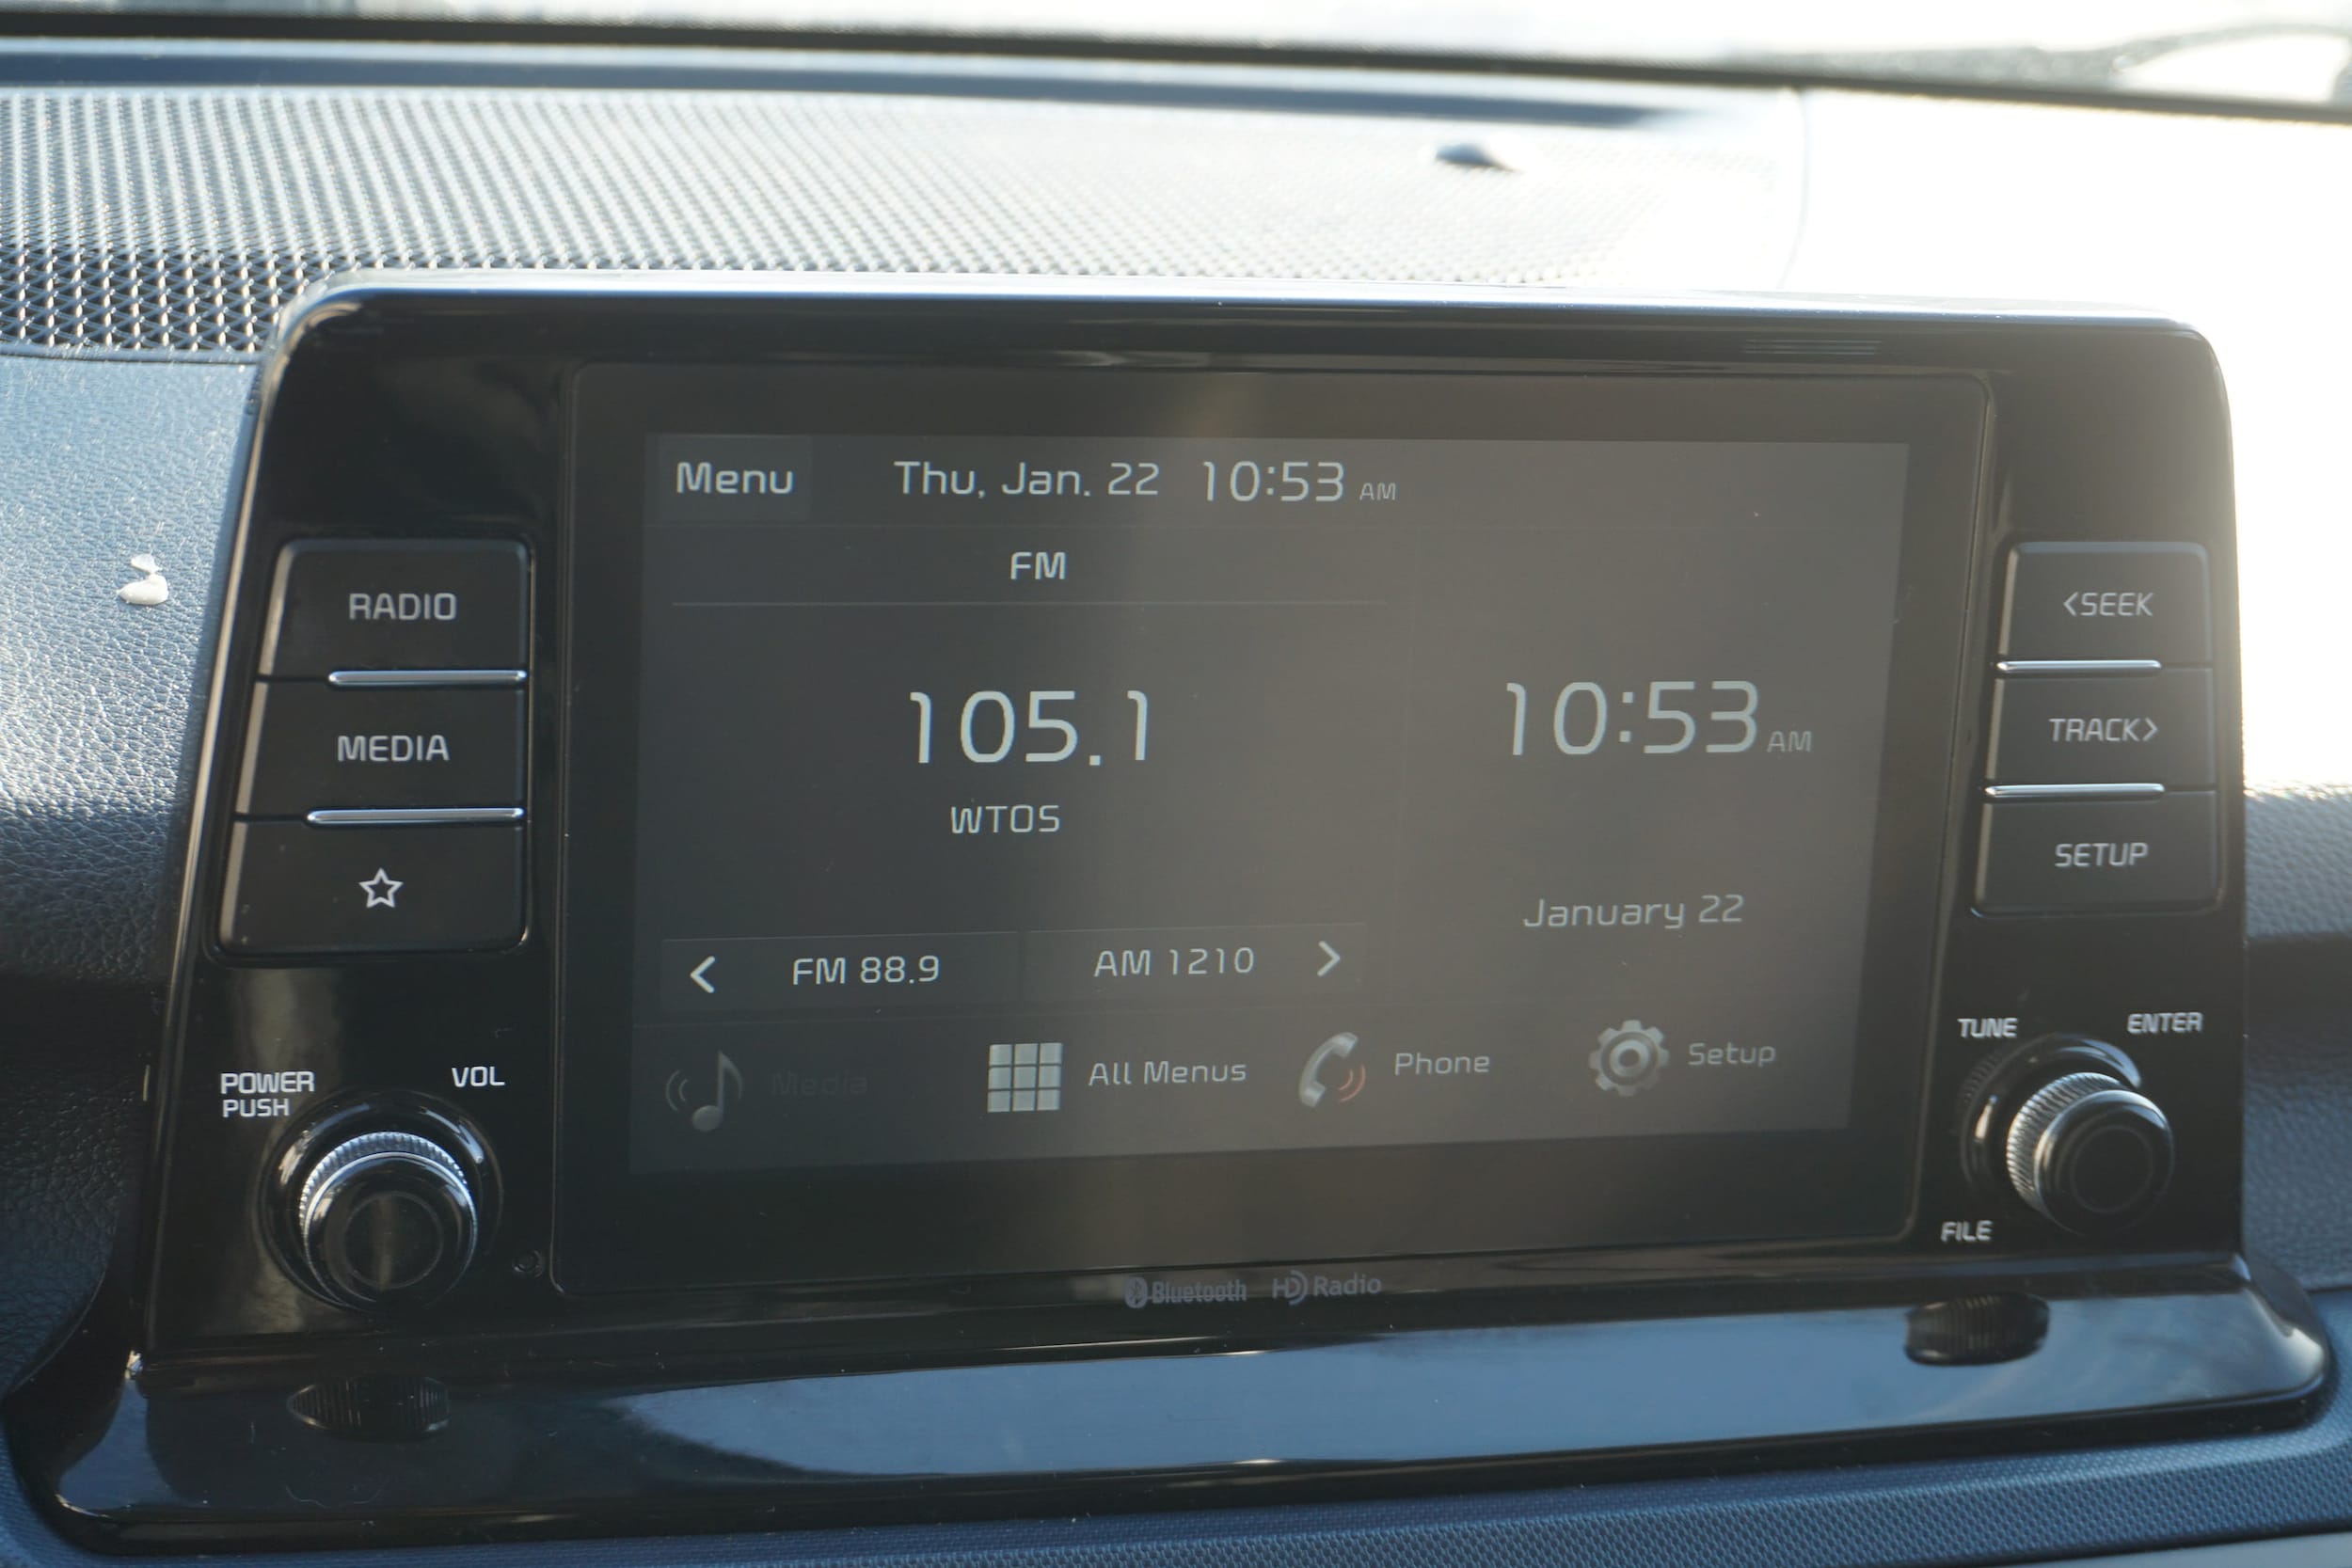 Menu Thu, Jan. 22 10:53 AM
FM
RADIO
MEDIA
105.1
WTOS
10:53 AM
January 22
< FM 88.9 AM 1210 >
Media All Menus Phone Setup
<SEEK
TRACK>
SETUP
POWER
PUSH
VOL
TUNE
ENTER
FILE
Bluetooth HD Radio